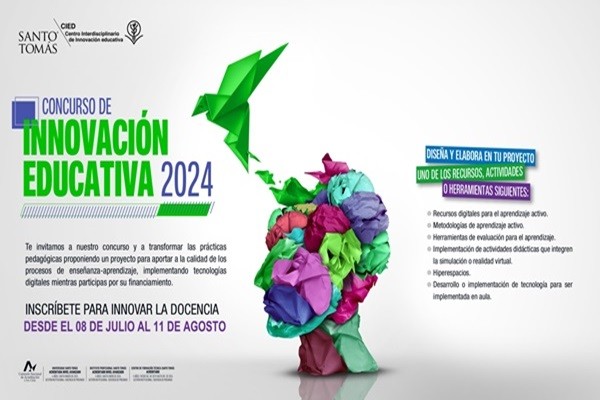 SANTO TOMÁS
CIED
Centro Interdisciplinario
de Innovación educativa
CONCURSO DE
INNOVACIÓN
EDUCATIVA 2024
Te invitamos a nuestro concurso y a transformar las prácticas
pedagógicas proponiendo un proyecto para aportar a la calidad de los
procesos de enseñanza-aprendizaje, implementando tecnologías
digitales mientras participas por su financiamiento.
INSCRÍBETE PARA INNOVAR LA DOCENCIA
DESDE EL 08 DE JULIO AL 11 DE AGOSTO
DISEÑA Y ELABORA EN TU PROYECTO
UNO DE LOS RECURSOS, ACTIVIDADES
O HERRAMIENTAS SIGUIENTES:
Recursos digitales para el aprendizaje activo.
Metodologías de aprendizaje activo.
Herramientas de evaluación para el aprendizaje.
Implementación de actividades didácticas que integren
la simulación o realidad virtual.
Hiperespacios.
Desarrollo o implementación de tecnología para ser
implementada en aula.